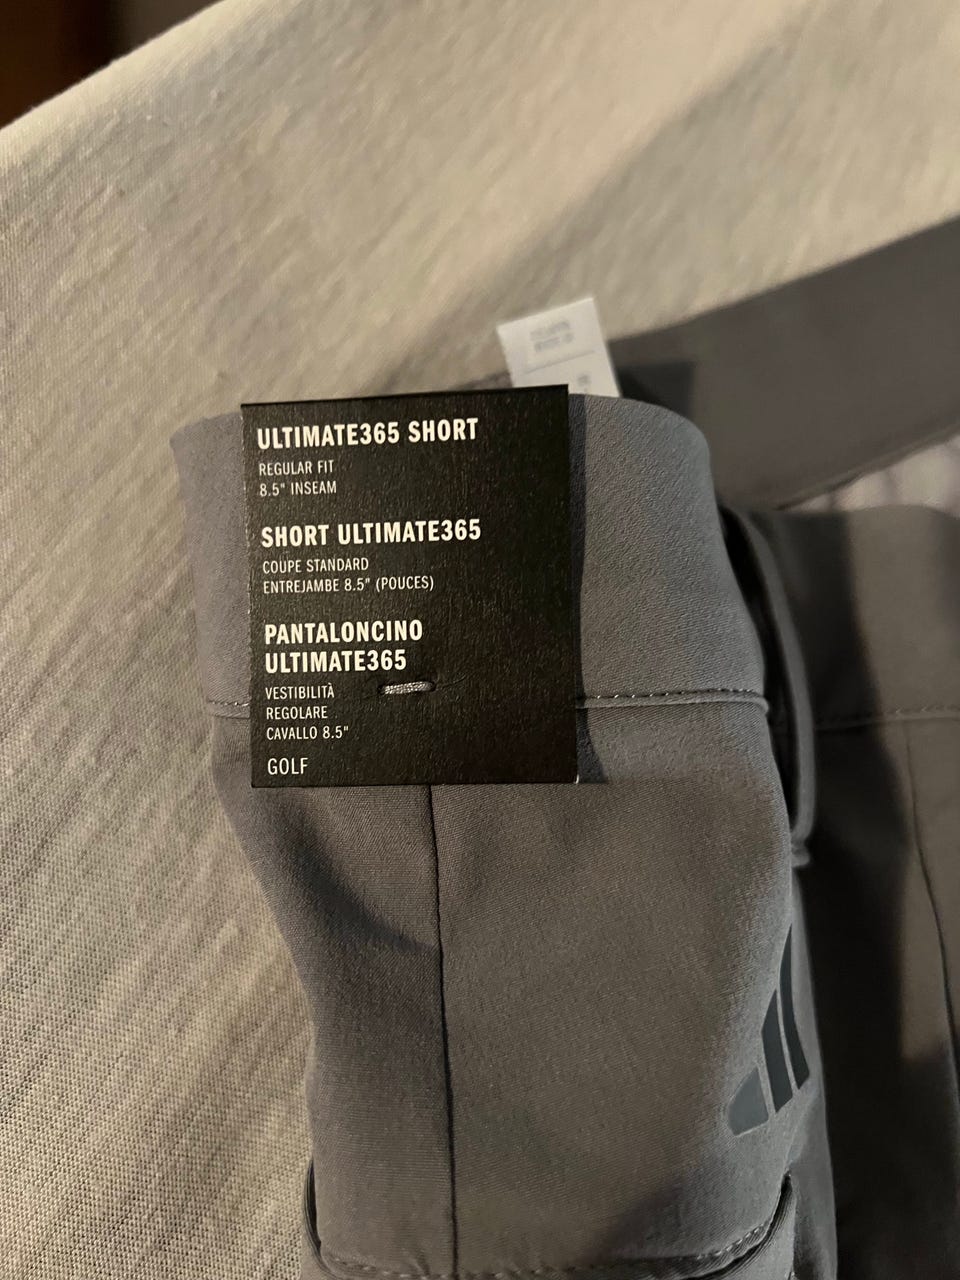 ULTIMATE365 SHORT
REGULAR FIT
8.5" INSEAM
SHORT ULTIMATE365
COUPE STANDARD
ENTREJAMBE 8.5" (POUCES)
PANTALONCINO
ULTIMATE365
VESTIBILITÀ
REGOLARE
CAVALLO 8.5"
GOLF